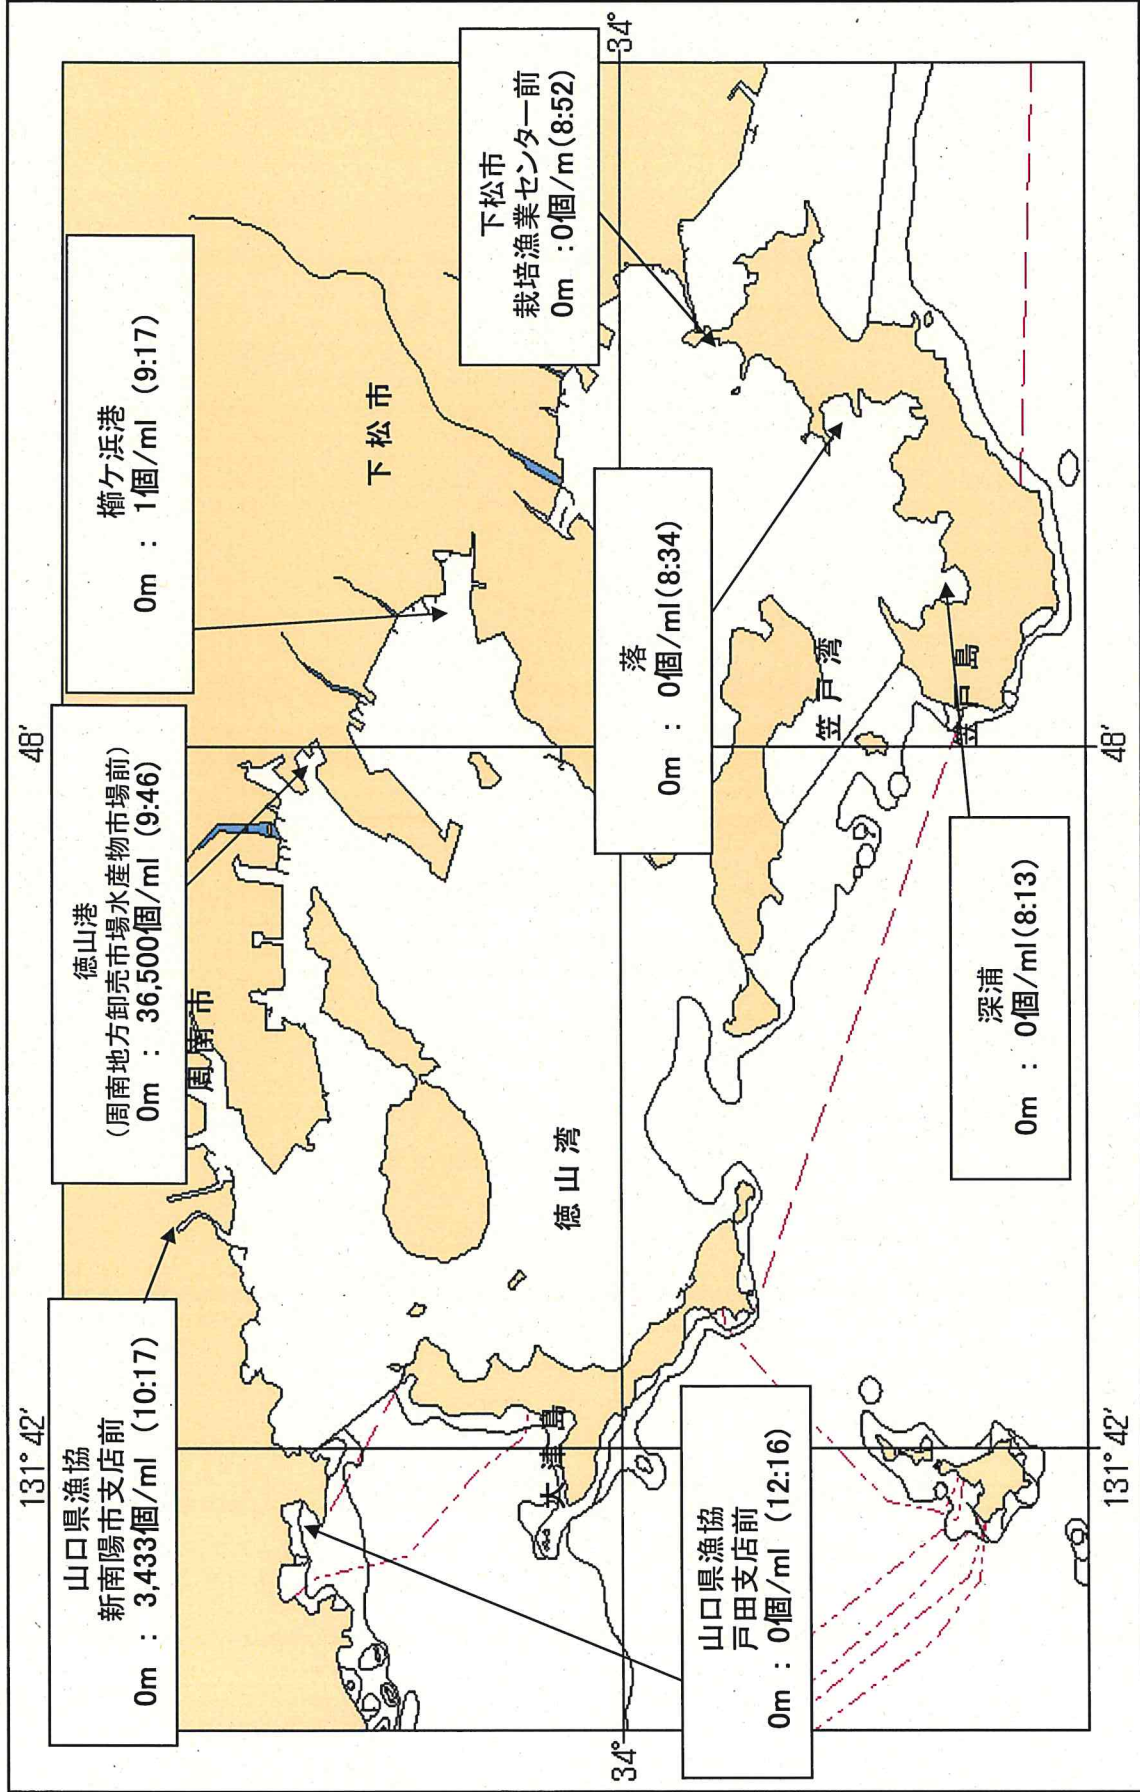 131° 42′
48′
山口県漁協
新南陽市支店前
0m : 3,433個/ml (10:17)
徳山港
(周南地方卸売市場水産物市場前)
0m : 36,500個/ml (9:46)
櫛ケ浜港
0m : 1個/ml (9:17)
周南市
下松市
下松市
栽培漁業センター前
0m :0個/m(8:52)
徳山湾
大津島
34°
34°
落
0m : 0個/ml(8:34)
笠戸湾
山口県漁協
戸田支店前
0m : 0個/ml (12:16)
深浦
0m : 0個/ml(8:13)
笠戸島
131° 42′
48′